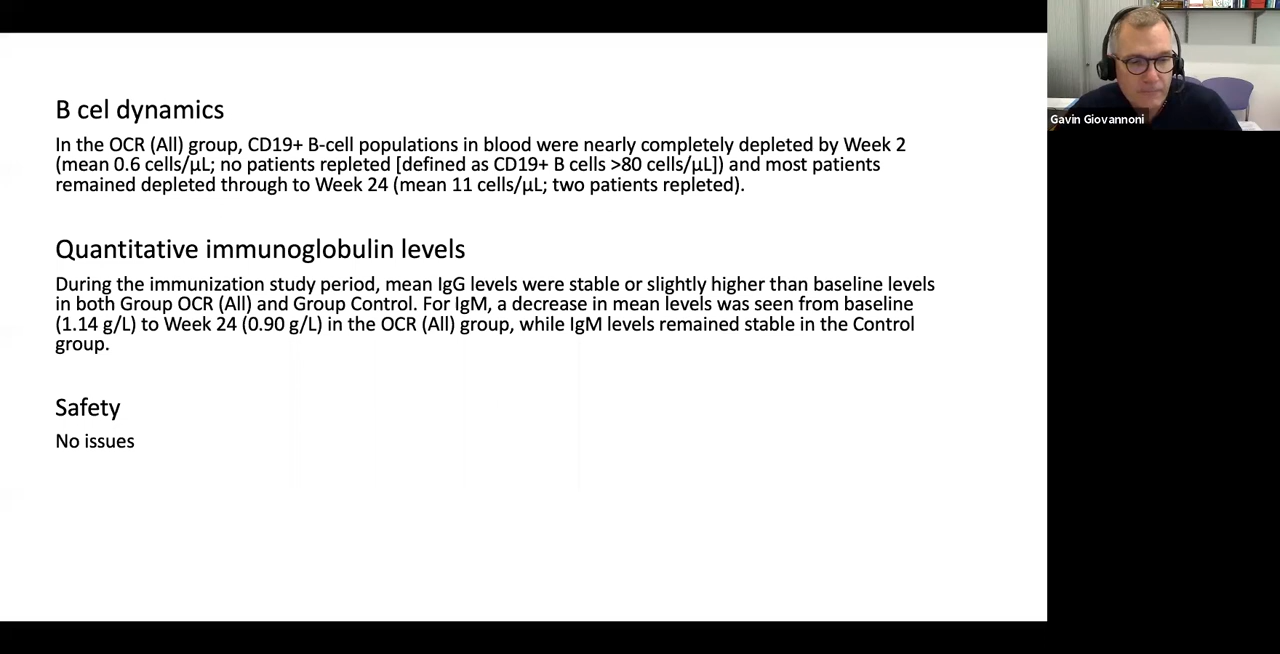 B cel dynamics
In the OCR (All) group, CD19+ B-cell populations in blood were nearly completely depleted by Week 2
(mean 0.6 cells/µL; no patients repleted [defined as CD19+ B cells >80 cells/µL]) and most patients
remained depleted through to Week 24 (mean 11 cells/µL; two patients repleted).
Quantitative immunoglobulin levels
During the immunization study period, mean IgG levels were stable or slightly higher than baseline levels
in both Group OCR (All) and Group Control. For IgM, a decrease in mean levels was seen from baseline
(1.14 g/L) to Week 24 (0.90 g/L) in the OCR (All) group, while IgM levels remained stable in the Control
group.
Safety
No issues
Gavin Giovannoni